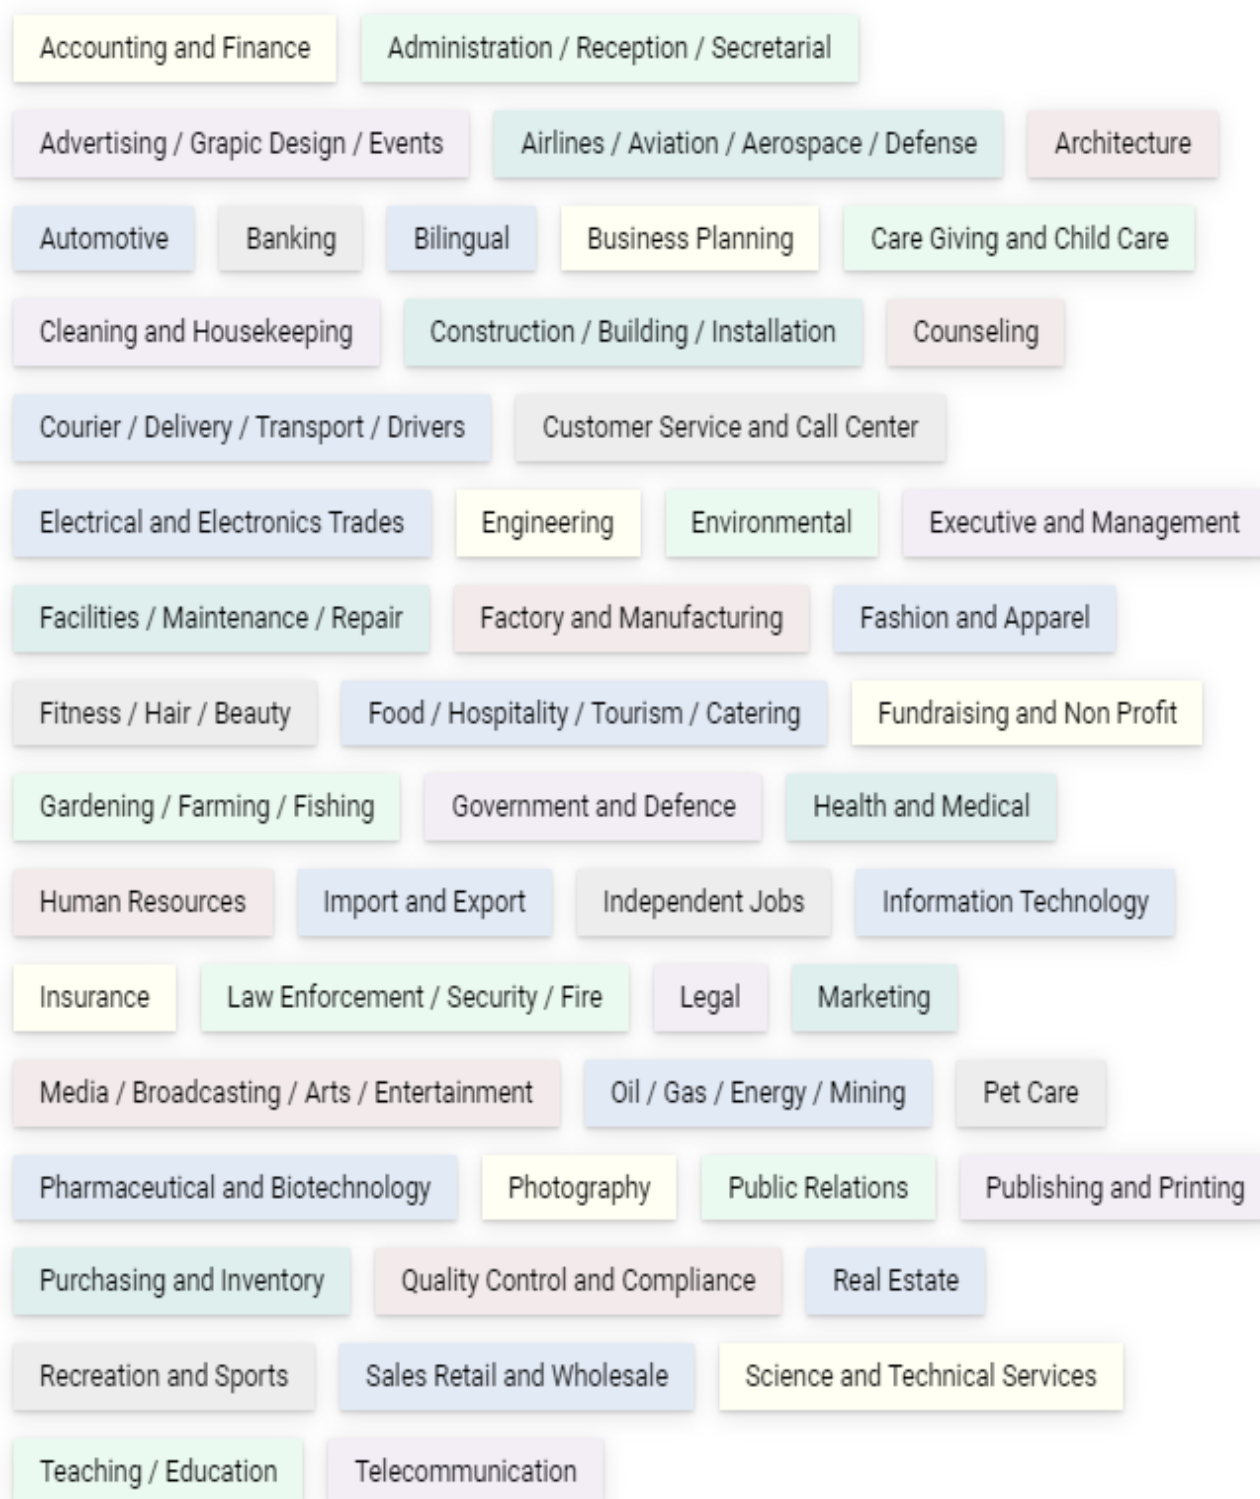 Accounting and Finance Administration / Reception / Secretarial
Advertising / Grapic Design / Events Airlines / Aviation / Aerospace / Defense Architecture
Automotive Banking Bilingual Business Planning Care Giving and Child Care
Cleaning and Housekeeping Construction / Building / Installation Counseling
Courier / Delivery / Transport / Drivers Customer Service and Call Center
Electrical and Electronics Trades Engineering Environmental Executive and Management
Facilities / Maintenance / Repair Factory and Manufacturing Fashion and Apparel
Fitness / Hair / Beauty Food / Hospitality / Tourism / Catering Fundraising and Non Profit
Gardening / Farming / Fishing Government and Defence Health and Medical
Human Resources Import and Export Independent Jobs Information Technology
Insurance Law Enforcement / Security / Fire Legal Marketing
Media / Broadcasting / Arts / Entertainment Oil / Gas / Energy / Mining Pet Care
Pharmaceutical and Biotechnology Photography Public Relations Publishing and Printing
Purchasing and Inventory Quality Control and Compliance Real Estate
Recreation and Sports Sales Retail and Wholesale Science and Technical Services
Teaching / Education Telecommunication